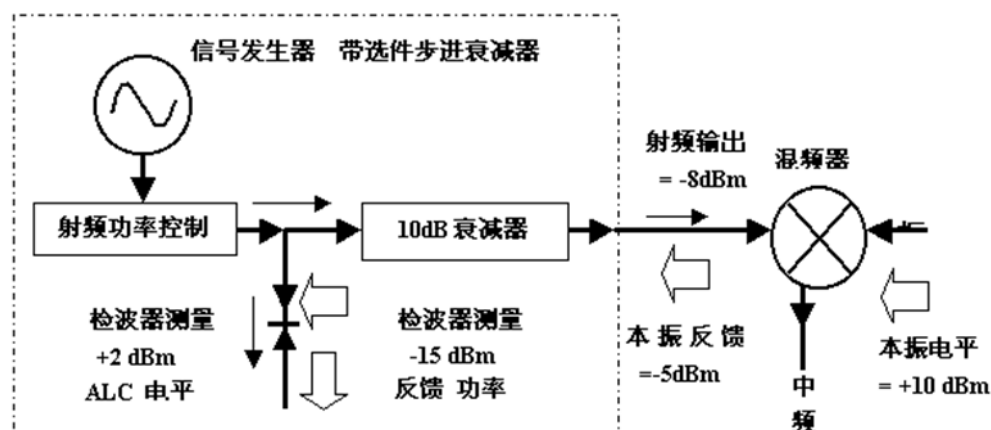 信号发生器 带选件步进衰减器
射频输出
= -8dBm
混频器
射频功率控制
10dB 衰减器
检波器测量
+2 dBm
ALC 电平
检波器测量
-15 dBm
反馈 功率
本 振 反 馈
=-5dBm
本振电平
= +10 dBm
中
频